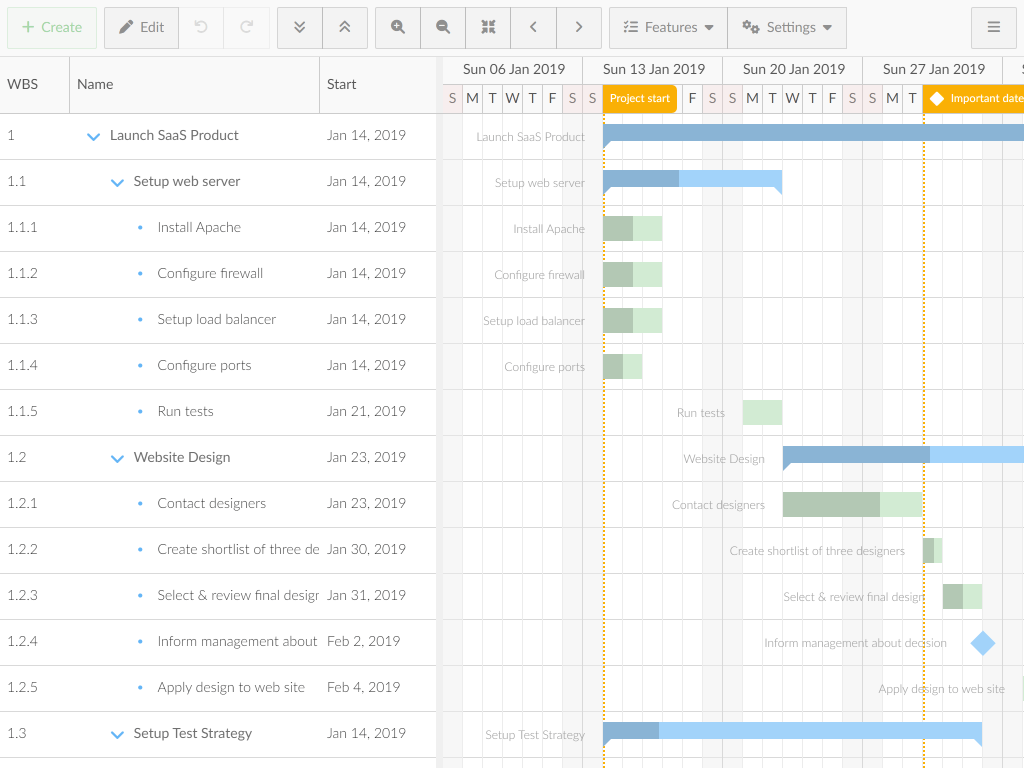 Create Edit Features Settings
WBS Name Start
Sun 06 Jan 2019 Sun 13 Jan 2019 Sun 20 Jan 2019 Sun 27 Jan 2019 S
S M T W T F S S Project start F S S M T W T F S S M T Important date
1 Launch SaaS Product Jan 14, 2019 Launch SaaS Product
1.1 Setup web server Jan 14, 2019 Setup web server
1.1.1 Install Apache Jan 14, 2019 Install Apache
1.1.2 Configure firewall Jan 14, 2019 Configure firewall
1.1.3 Setup load balancer Jan 14, 2019 Setup load balancer
1.1.4 Configure ports Jan 14, 2019 Configure ports
1.1.5 Run tests Jan 21, 2019 Run tests
1.2 Website Design Jan 23, 2019 Website Design
1.2.1 Contact designers Jan 23, 2019 Contact designers
1.2.2 Create shortlist of three de Jan 30, 2019 Create shortlist of three designers
1.2.3 Select & review final desigr Jan 31, 2019 Select & review final design
1.2.4 Inform management about Feb 2, 2019 Inform management about decision
1.2.5 Apply design to web site Feb 4, 2019 Apply design to web site
1.3 Setup Test Strategy Jan 14, 2019 Setup Test Strategy